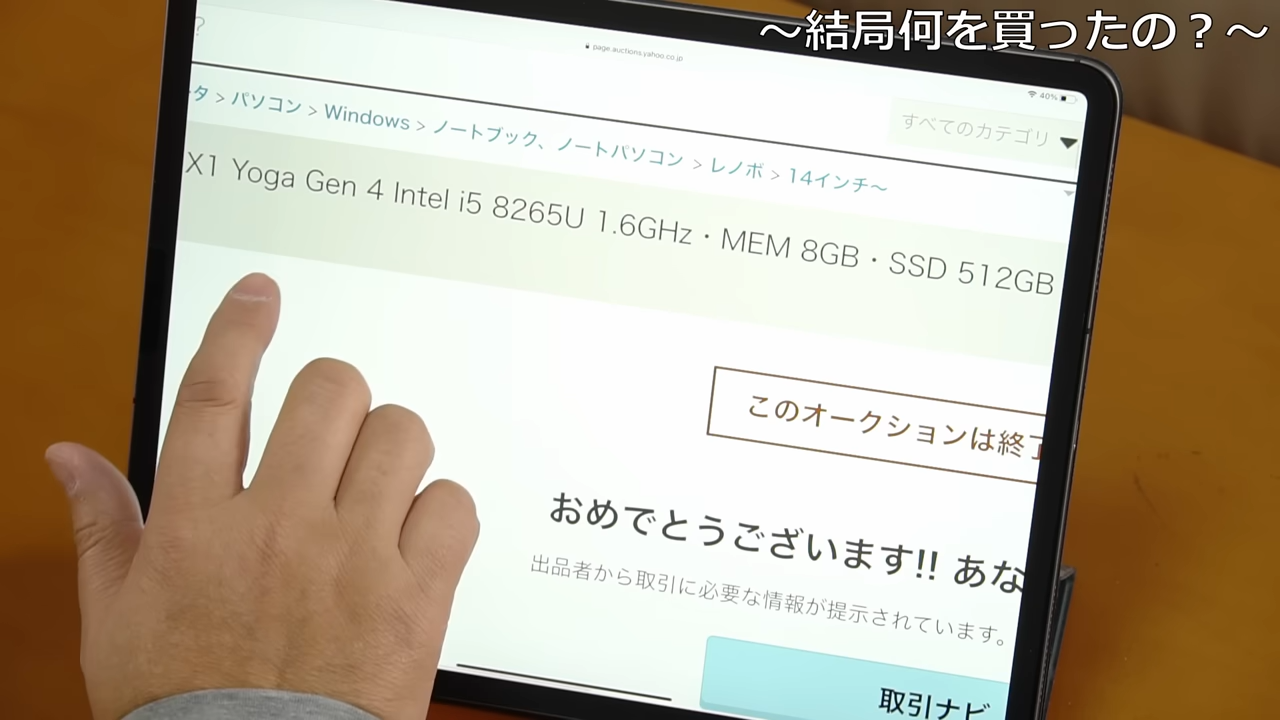 ～結局何を買ったの？～
?
page.auctions.yahoo.co.jp
40%
すべてのカテゴリ
タ > パソコン > Windows > ノートブック、ノートパソコン > レノボ > 14インチ～
X1 Yoga Gen 4 Intel i5 8265U 1.6GHz・MEM 8GB・SSD 512GB
このオークションは終了
おめでとうございます!! あな
出品者から取引に必要な情報が提示されています。
取引ナビ